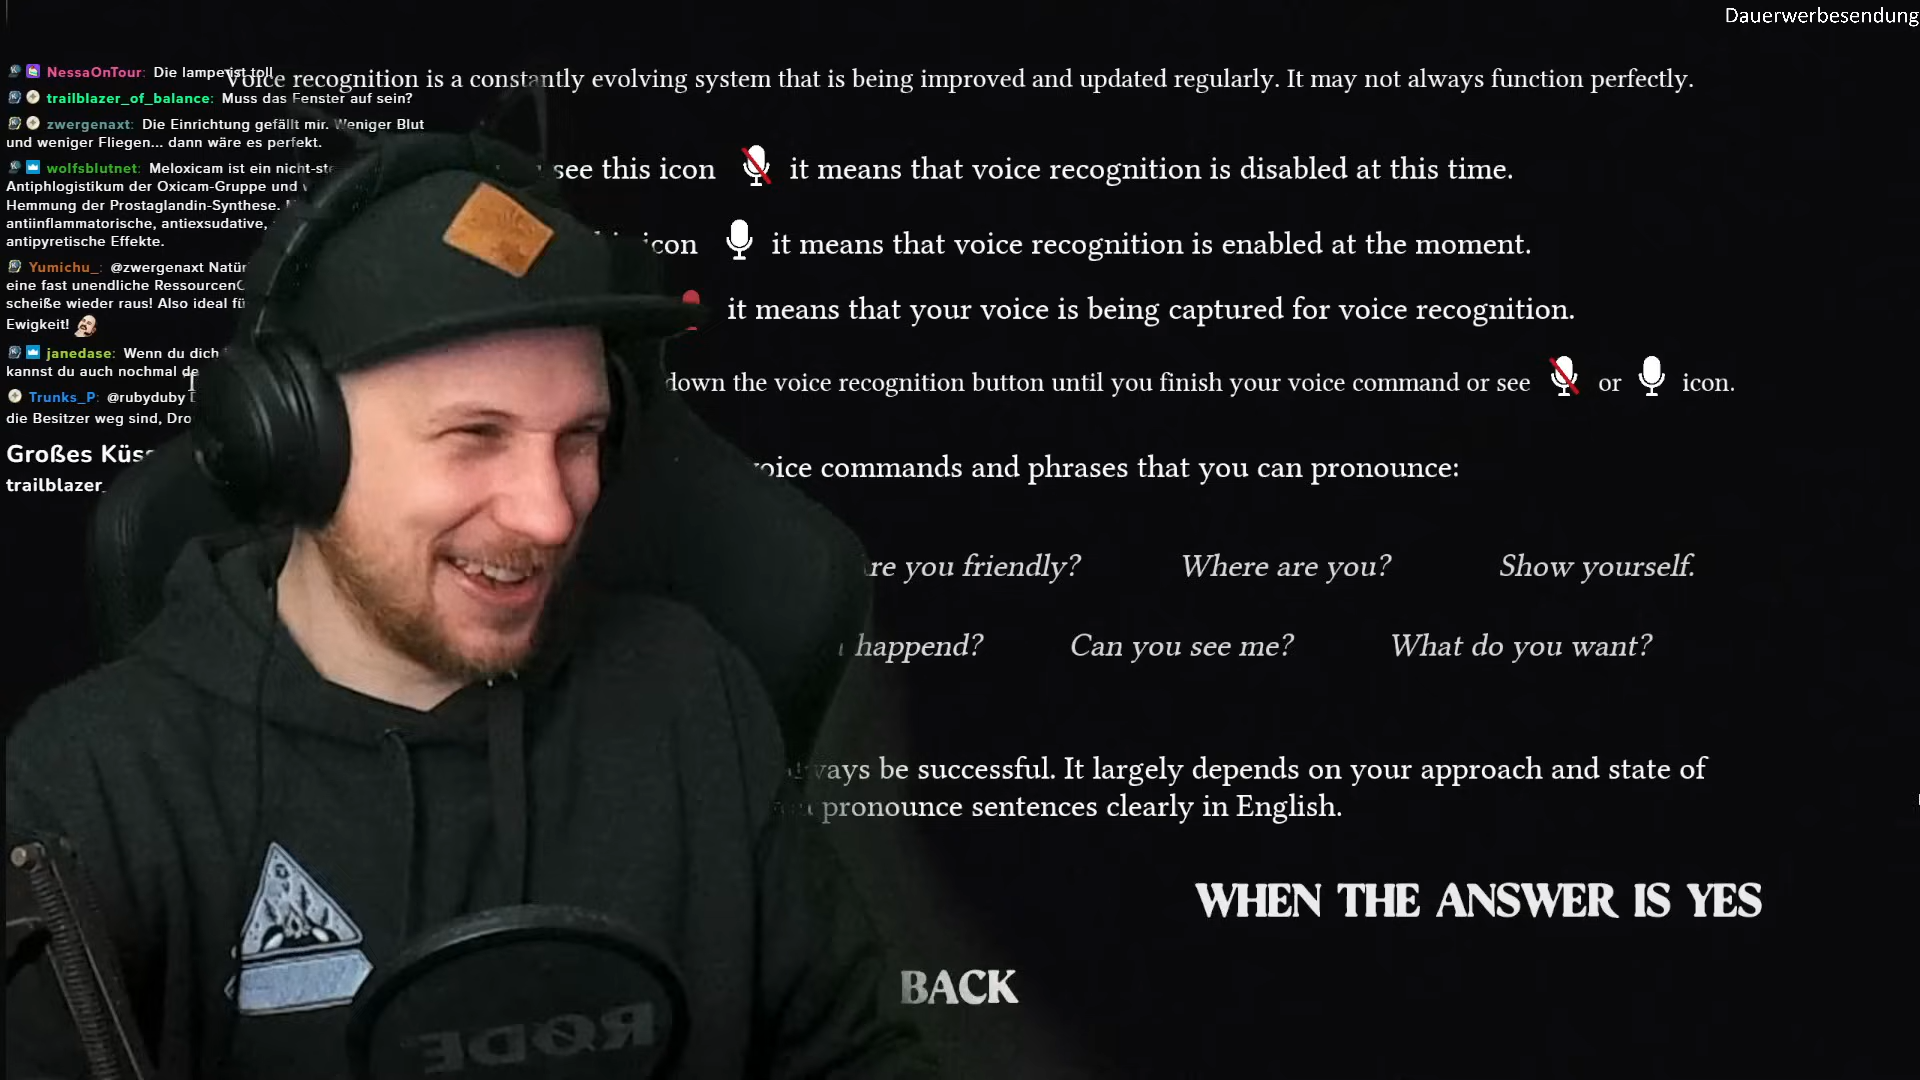 Dauerwerbesendung
NessaOnTour: Die lampe ist toll
Voice recognition is a constantly evolving system that is being improved and updated regularly. It may not always function perfectly.
trailblazer_of_balance: Muss das Fenster auf sein?
zwergenaxt: Die Einrichtung gefällt mir. Weniger Blut
und weniger Fliegen... dann wäre es perfekt.
wolfsblutnet: Meloxicam ist ein
Antiphlogistikum der Oxicam-Gruppe und
Hemmung der Prostaglandin-Synthese.
antiinflammatorische, antiexsudative,
antipyretische Effekte.
see this icon it means that voice recognition is disabled at this time.
icon it means that voice recognition is enabled at the moment.
Yumichu_: @zwergenaxt
eine fast unendliche
scheiße wieder raus! Also ideal
Ewigkeit!
it means that your voice is being captured for voice recognition.
janedase: Wenn du dich
kannst du auch nochmal
Trunks_P: @rubyduby
die Besitzer weg sind,
down the voice recognition button until you finish your voice command or see or icon.
Großes
voice commands and phrases that you can pronounce:
you friendly? Where are you? Show yourself.
happend? Can you see me? What do you want?
be successful. It largely depends on your approach and state of
pronounce sentences clearly in English.
WHEN THE ANSWER IS YES
BACK
RØDE